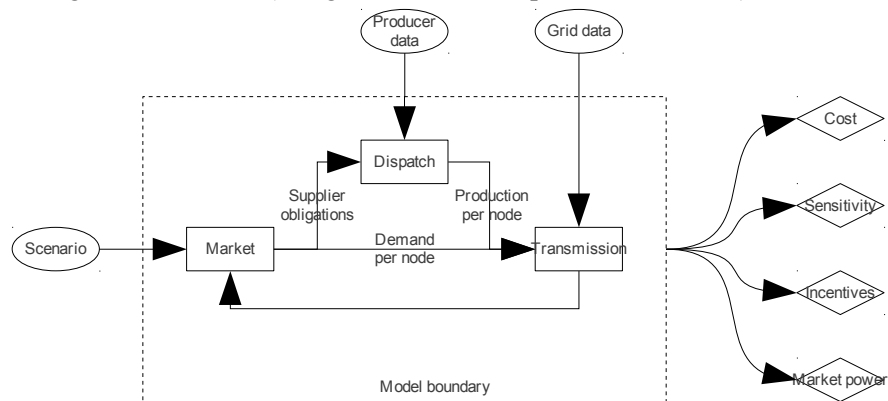 Producer
data
Grid data
Cost
Dispatch
Supplier
obligations
Production
per node
Sensitivity
Scenario
Market
Demand
per node
Transmission
Incentives
Model boundary
Market power